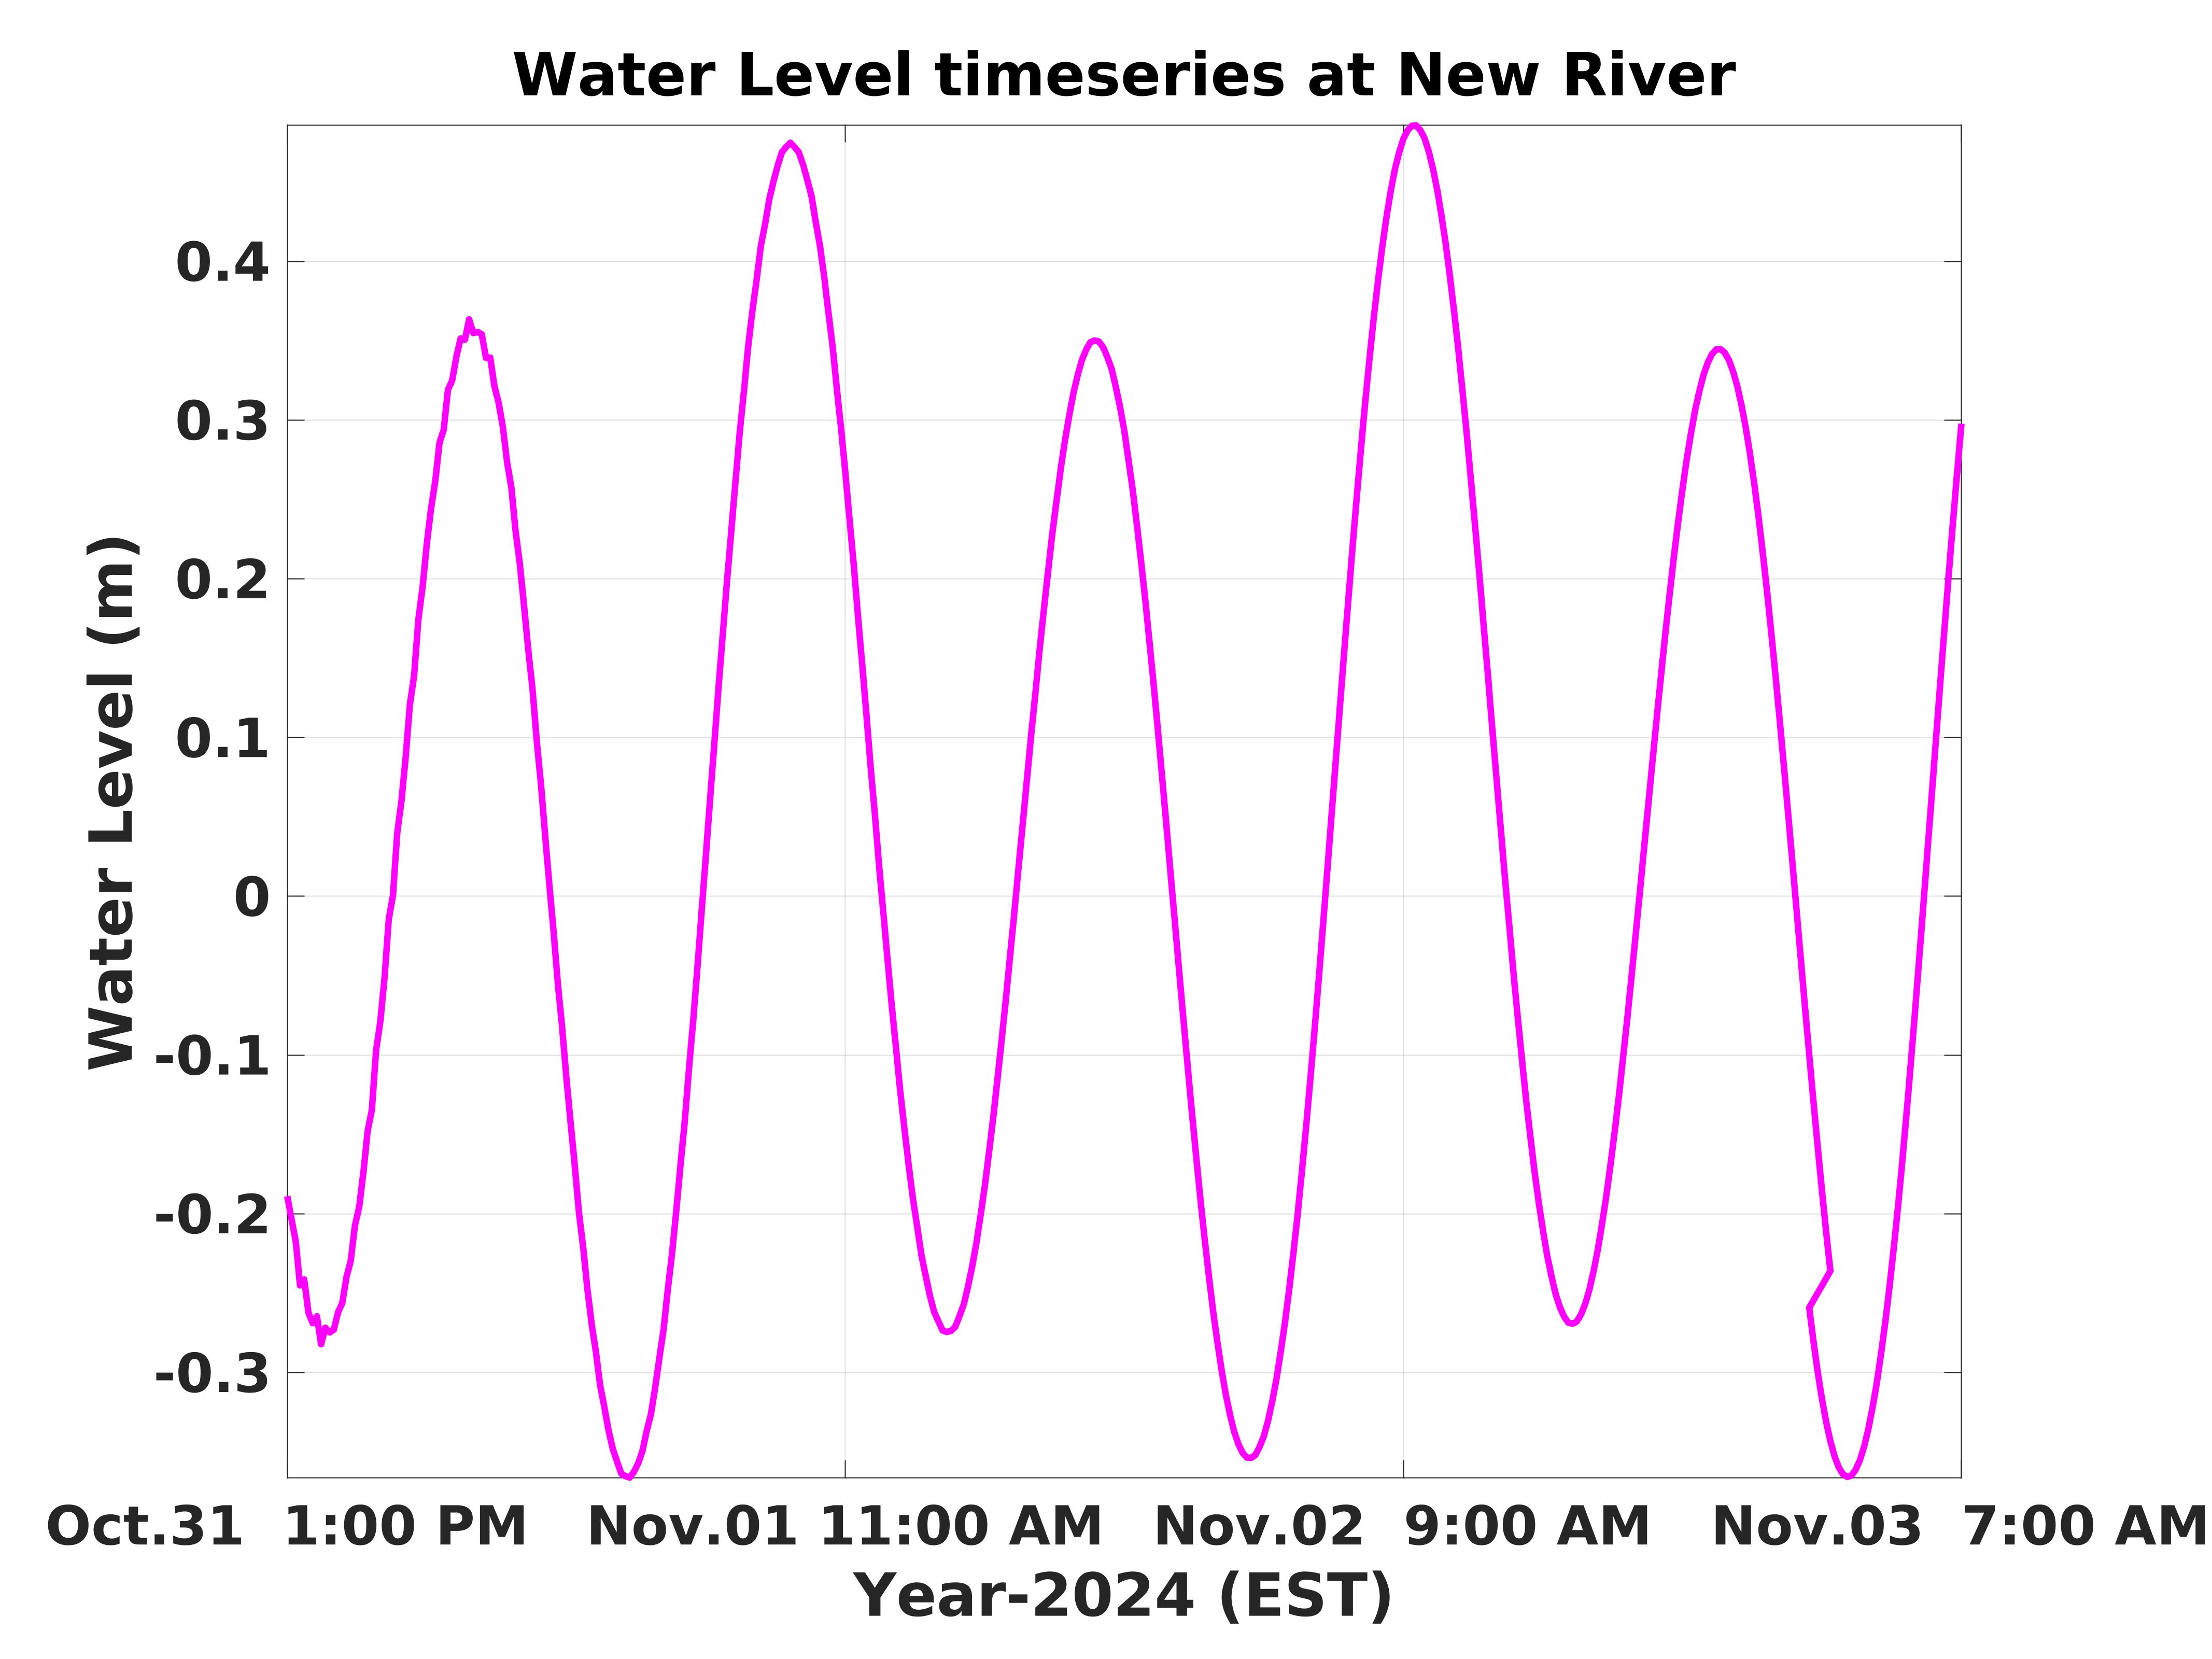 Water Level timeseries at New River
Water Level (m)
0.4
0.3
0.2
0.1
0
-0.1
-0.2
-0.3
Oct.31 1:00 PM Nov.01 11:00 AM Nov.02 9:00 AM Nov.03 7:00 AM
Year-2024 (EST)